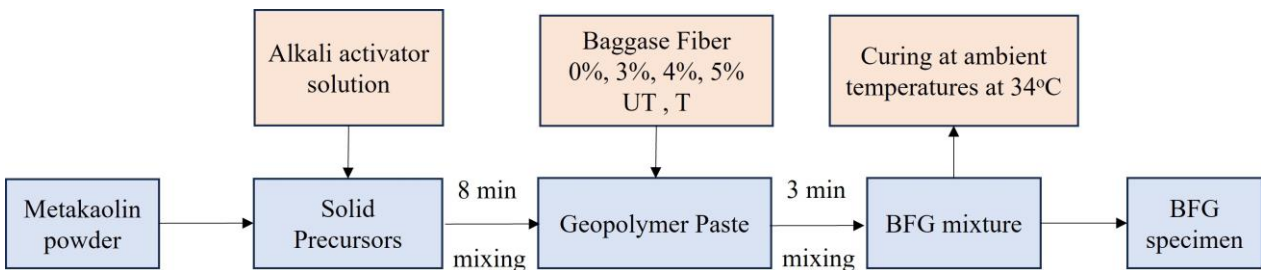 Alkali activator
solution
Baggase Fiber
0%, 3%, 4%, 5%
UT , T
Curing at ambient
temperatures at 34°C
Metakaolin
powder
Solid
Precursors
8 min
mixing
Geopolymer Paste
3 min
mixing
BFG mixture
BFG
specimen